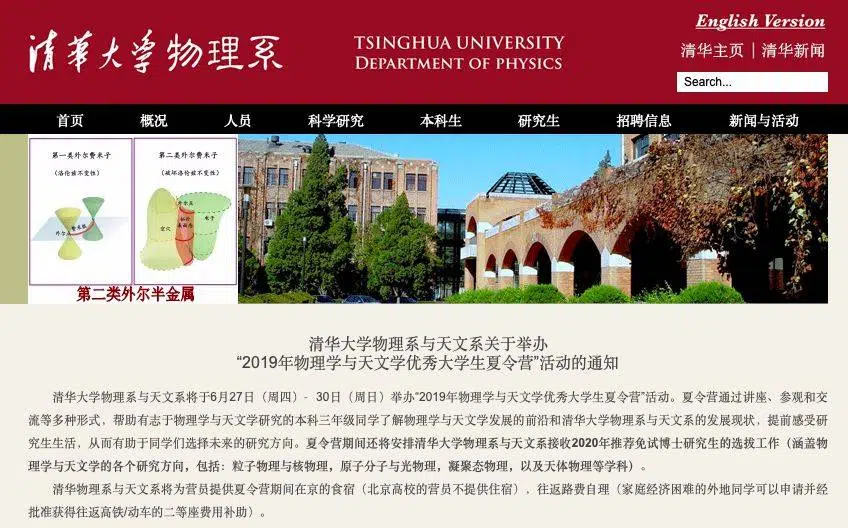 English Version
清华大学物理系
TSINGHUA UNIVERSITY
DEPARTMENT OF PHYSICS
清华主页 | 清华新闻
Search...
首页 概况 人员 科学研究 本科生 研究生 招聘信息 新闻与活动
第一类外尔费米子 第二类外尔费米子
(洛伦兹不变性) (破坏洛伦兹不变性)
外尔点
空穴 电子
外尔点
第二类外尔半金属
清华大学物理系与天文系关于举办
“2019年物理学与天文学优秀大学生夏令营”活动的通知
清华大学物理系与天文系将于6月27日（周四）- 30日（周日）举办“2019年物理学与天文学优秀大学生夏令营”活动。夏令营通过讲座、参观和交
流等多种形式，帮助有志于物理学与天文学研究的本科三年级同学了解物理学与天文学发展的前沿和清华大学物理系与天文系的发展现状，提前感受研
究生生活，从而有助于同学们选择未来的研究方向。夏令营期间还将安排清华大学物理系与天文系接收2020年推荐免试博士研究生的选拔工作（涵盖物
理学与天文学的各个研究方向，包括：粒子物理与核物理，原子分子与光物理，凝聚态物理，以及天体物理等学科）。
清华物理系与天文系将为营员提供夏令营期间在京的食宿（北京高校的营员不提供住宿），往返路费自理（家庭经济困难的外地同学可以申请并经
批准获得往返高铁/动车的二等座费用补助）。